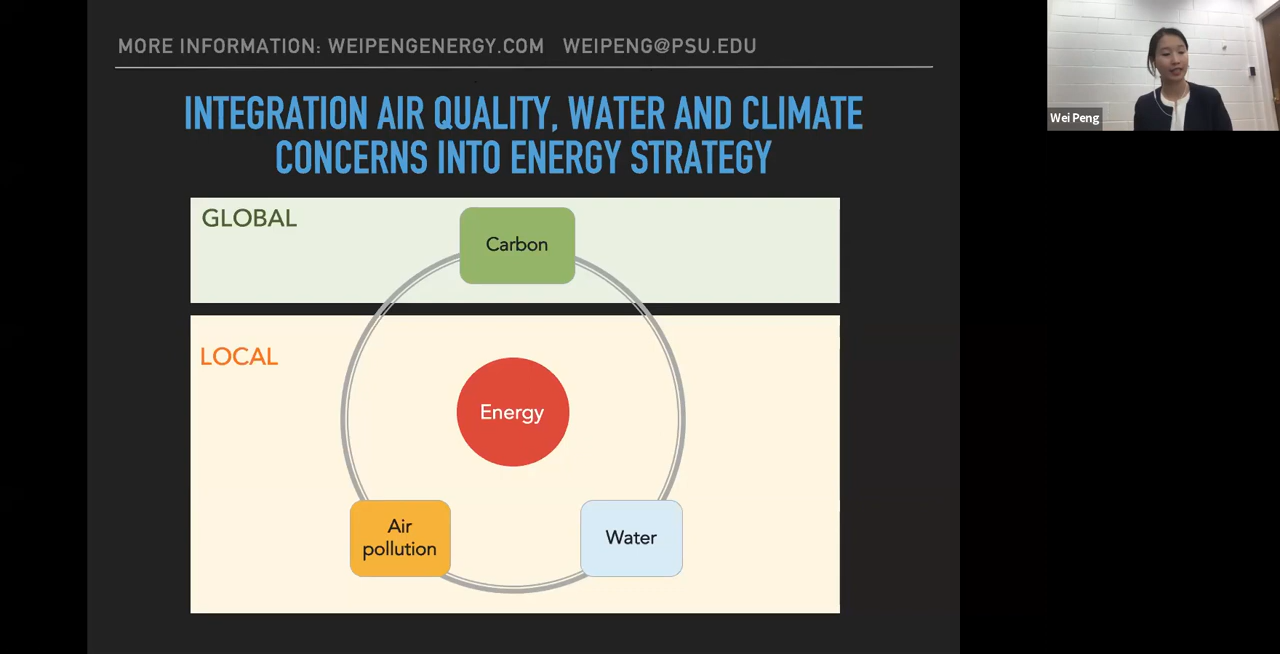 MORE INFORMATION: WEIPENGENERGY.COM WEIPENG@PSU.EDU
INTEGRATION AIR QUALITY, WATER AND CLIMATE
CONCERNS INTO ENERGY STRATEGY
GLOBAL
Carbon
LOCAL
Energy
Air
pollution
Water
Wei Peng